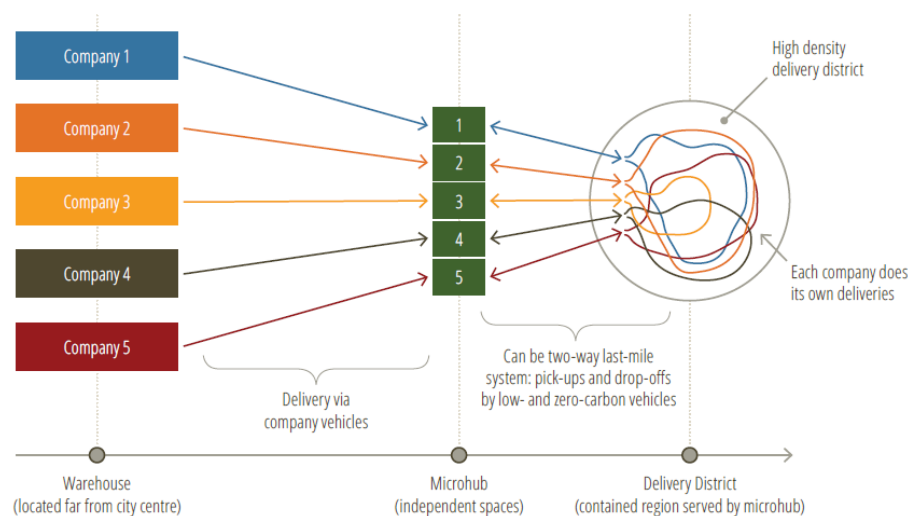 Company 1
Company 2
Company 3
Company 4
Company 5
1
2
3
4
5
High density
delivery district
Each company does
its own deliveries
Delivery via
company vehicles
Can be two-way last-mile
system: pick-ups and drop-offs
by low- and zero-carbon vehicles
Warehouse
(located far from city centre)
Microhub
(independent spaces)
Delivery District
(contained region served by microhub)